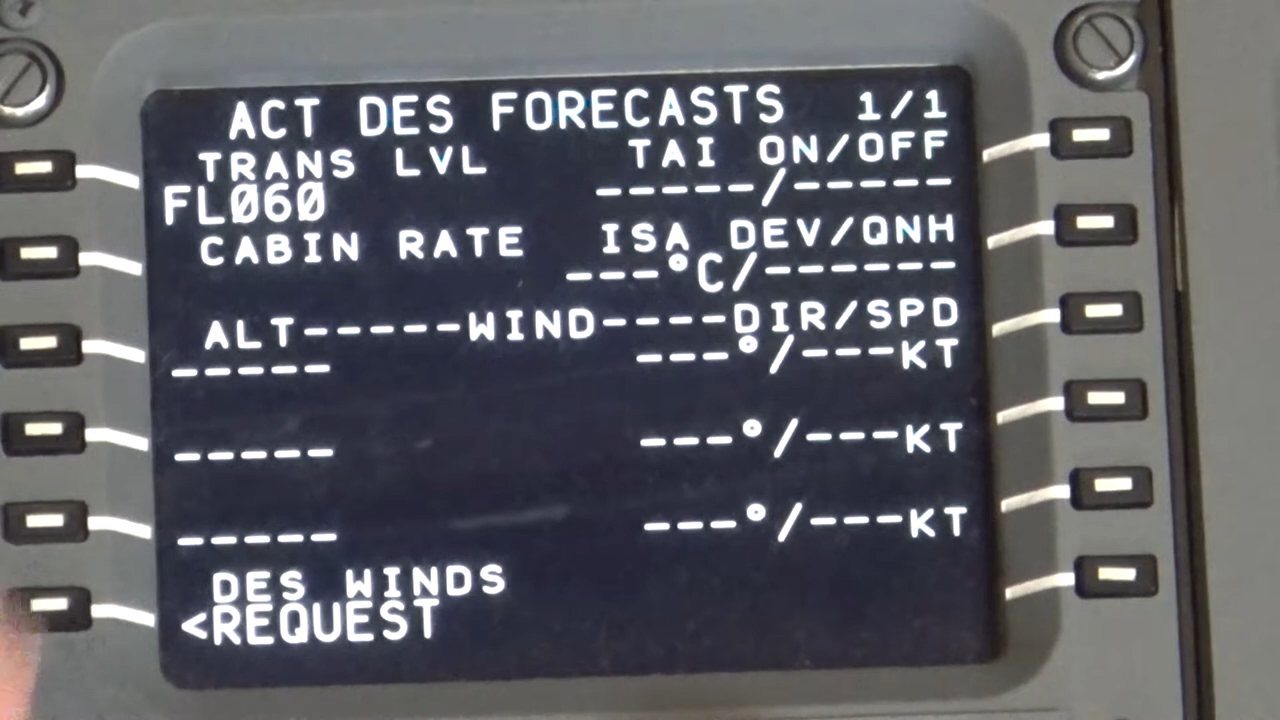 ACT DES FORECASTS 1/1
TRANS LVL TAI ON/OFF
FL060 -----/-----
CABIN RATE ISA DEV/QNH
---°C/------
ALT-----WIND----DIR/SPD
----- ---°/---KT
----- ---°/---KT
----- ---°/---KT
DES WINDS
<REQUEST